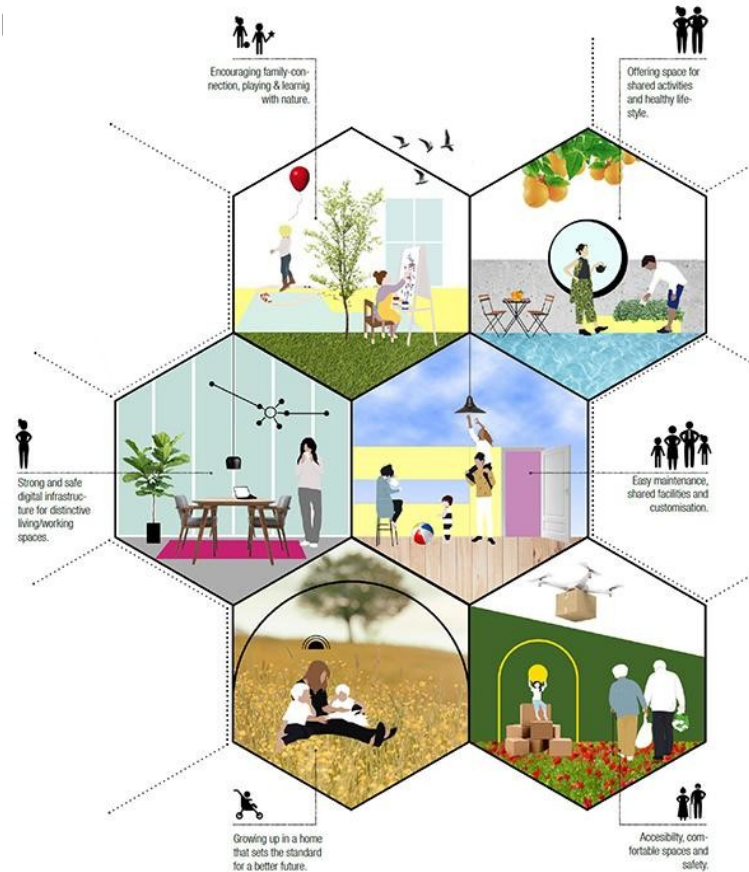 Encouraging family-con-
nection, playing & learnig
with nature.
Offering space for
shared activities
and healthy life-
style.
Strong and safe
digital infrastruc-
ture for distinctive
living/working
spaces.
Easy maintenance,
shared facilities and
customisation.
Growing up in a home
that sets the standard
for a better future.
Accesibilty, com-
fortable spaces and
safety.